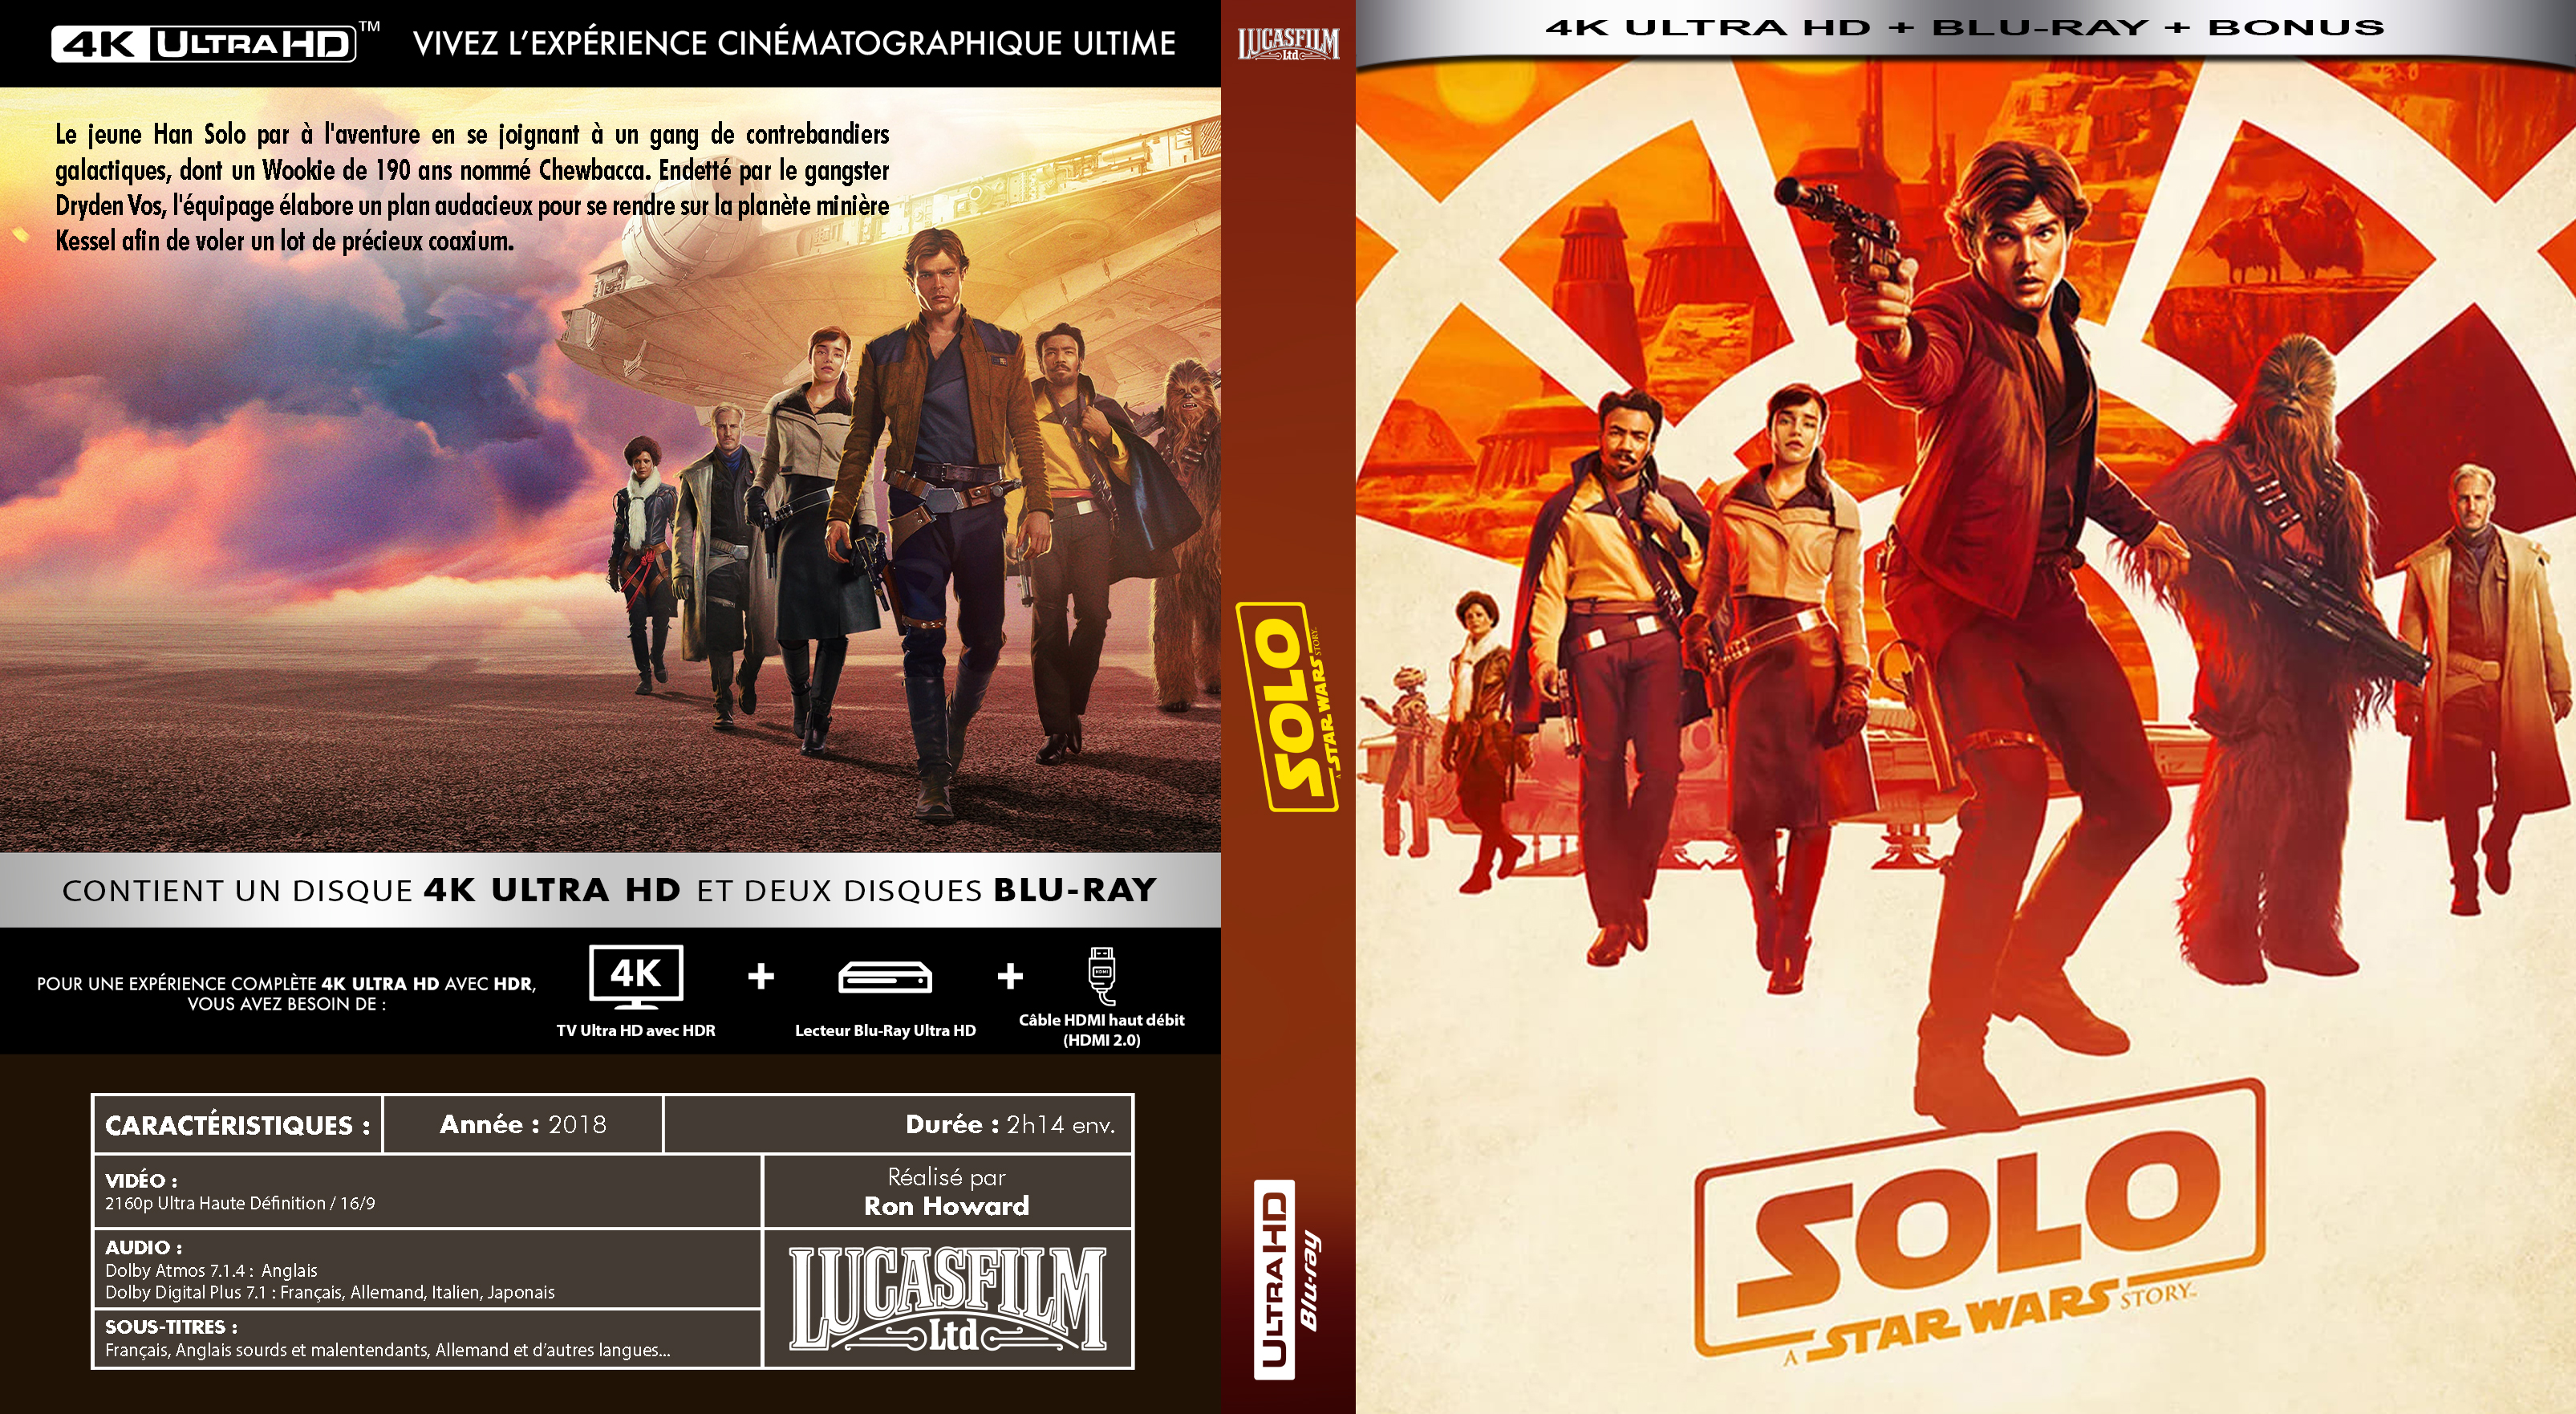 4K ULTRA HD™
VIVEZ L'EXPÉRIENCE CINÉMATOGRAPHIQUE ULTIME
Le jeune Han Solo par à l'aventure en se joignant à un gang de contrebandiers
galactiques, dont un Wookie de 190 ans nommé Chewbacca. Endetté par le gangster
Dryden Vos, l'équipage élabore un plan audacieux pour se rendre sur la planète minière
Kessel afin de voler un lot de précieux coaxium.
CONTIENT UN DISQUE 4K ULTRA HD ET DEUX DISQUES BLU-RAY
POUR UNE EXPÉRIENCE COMPLÈTE 4K ULTRA HD AVEC HDR,
VOUS AVEZ BESOIN DE :
4K
TV Ultra HD avec HDR
+
Lecteur Blu-Ray Ultra HD
+
HDMI
Câble HDMI haut débit
(HDMI 2.0)
CARACTÉRISTIQUES :
Année : 2018
Durée : 2h14 env.
VIDÉO :
2160p Ultra Haute Définition / 16/9
Réalisé par
Ron Howard
AUDIO :
Dolby Atmos 7.1.4 : Anglais
Dolby Digital Plus 7.1 : Français, Allemand, Italien, Japonais
SOUS-TITRES :
Français, Anglais sourds et malentendants, Allemand et d'autres langues...
LUCASFILM
Ltd
LUCASFILM
Ltd
SOLO
A STAR WARS STORY™
ULTRA HD
Blu-ray
4K ULTRA HD + BLU-RAY + BONUS
SOLO
A STAR WARS STORY™